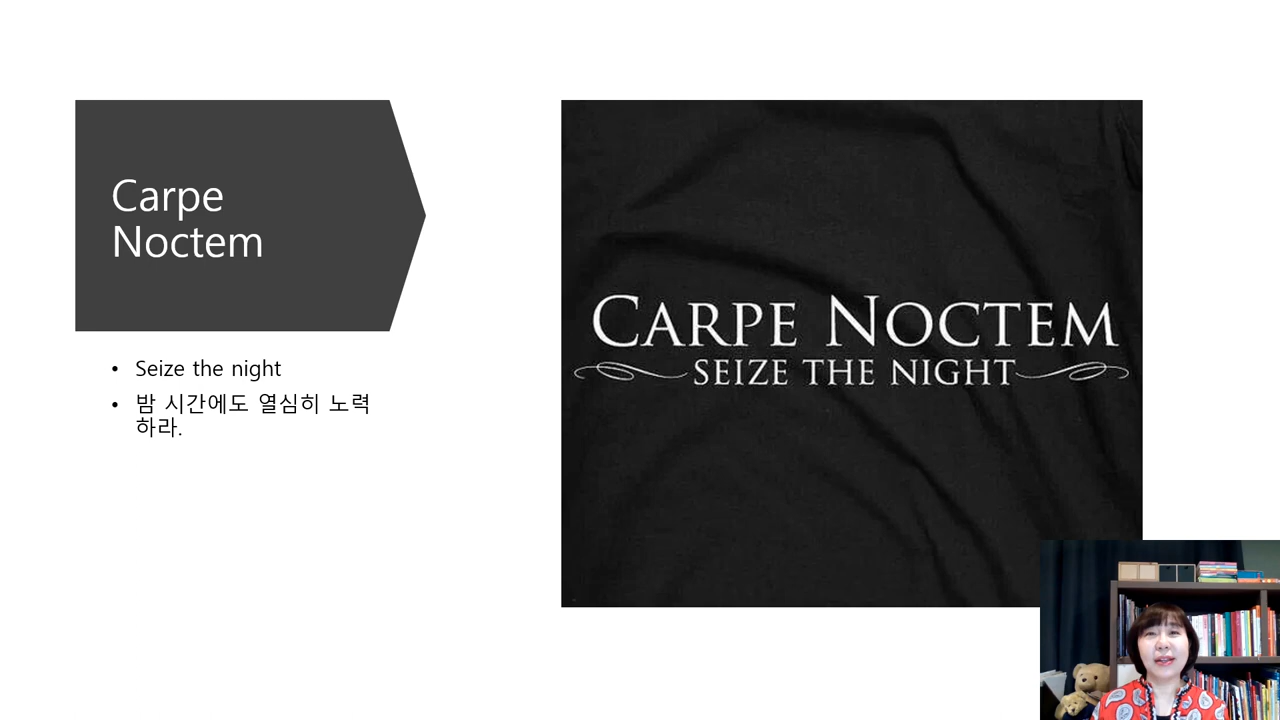 Carpe
Noctem
• Seize the night
• 밤 시간에도 열심히 노력
하라.
CARPE NOCTEM
SEIZE THE NIGHT